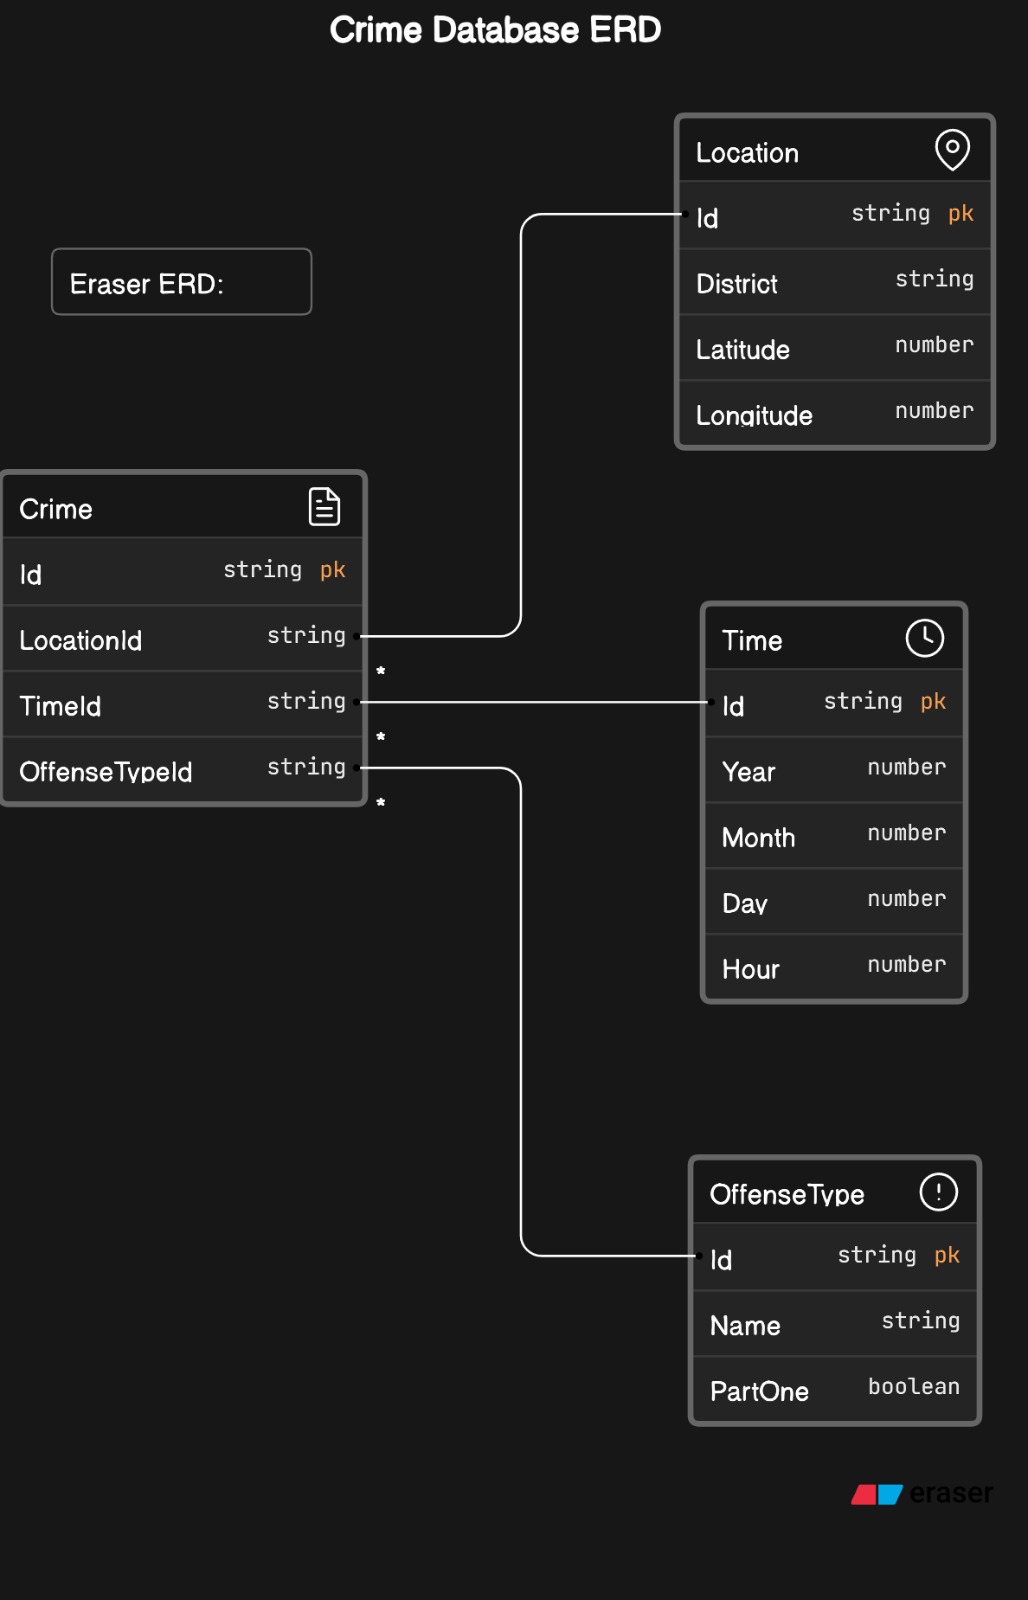 Crime Database ERD
Eraser ERD:
Location
Id string pk
District string
Latitude number
Longitude number
Crime
Id string pk
LocationId string
*
TimeId string
*
OffenseTypeId string
*
Time
Id string pk
Year number
Month number
Day number
Hour number
OffenseType
Id string pk
Name string
PartOne boolean
eraser